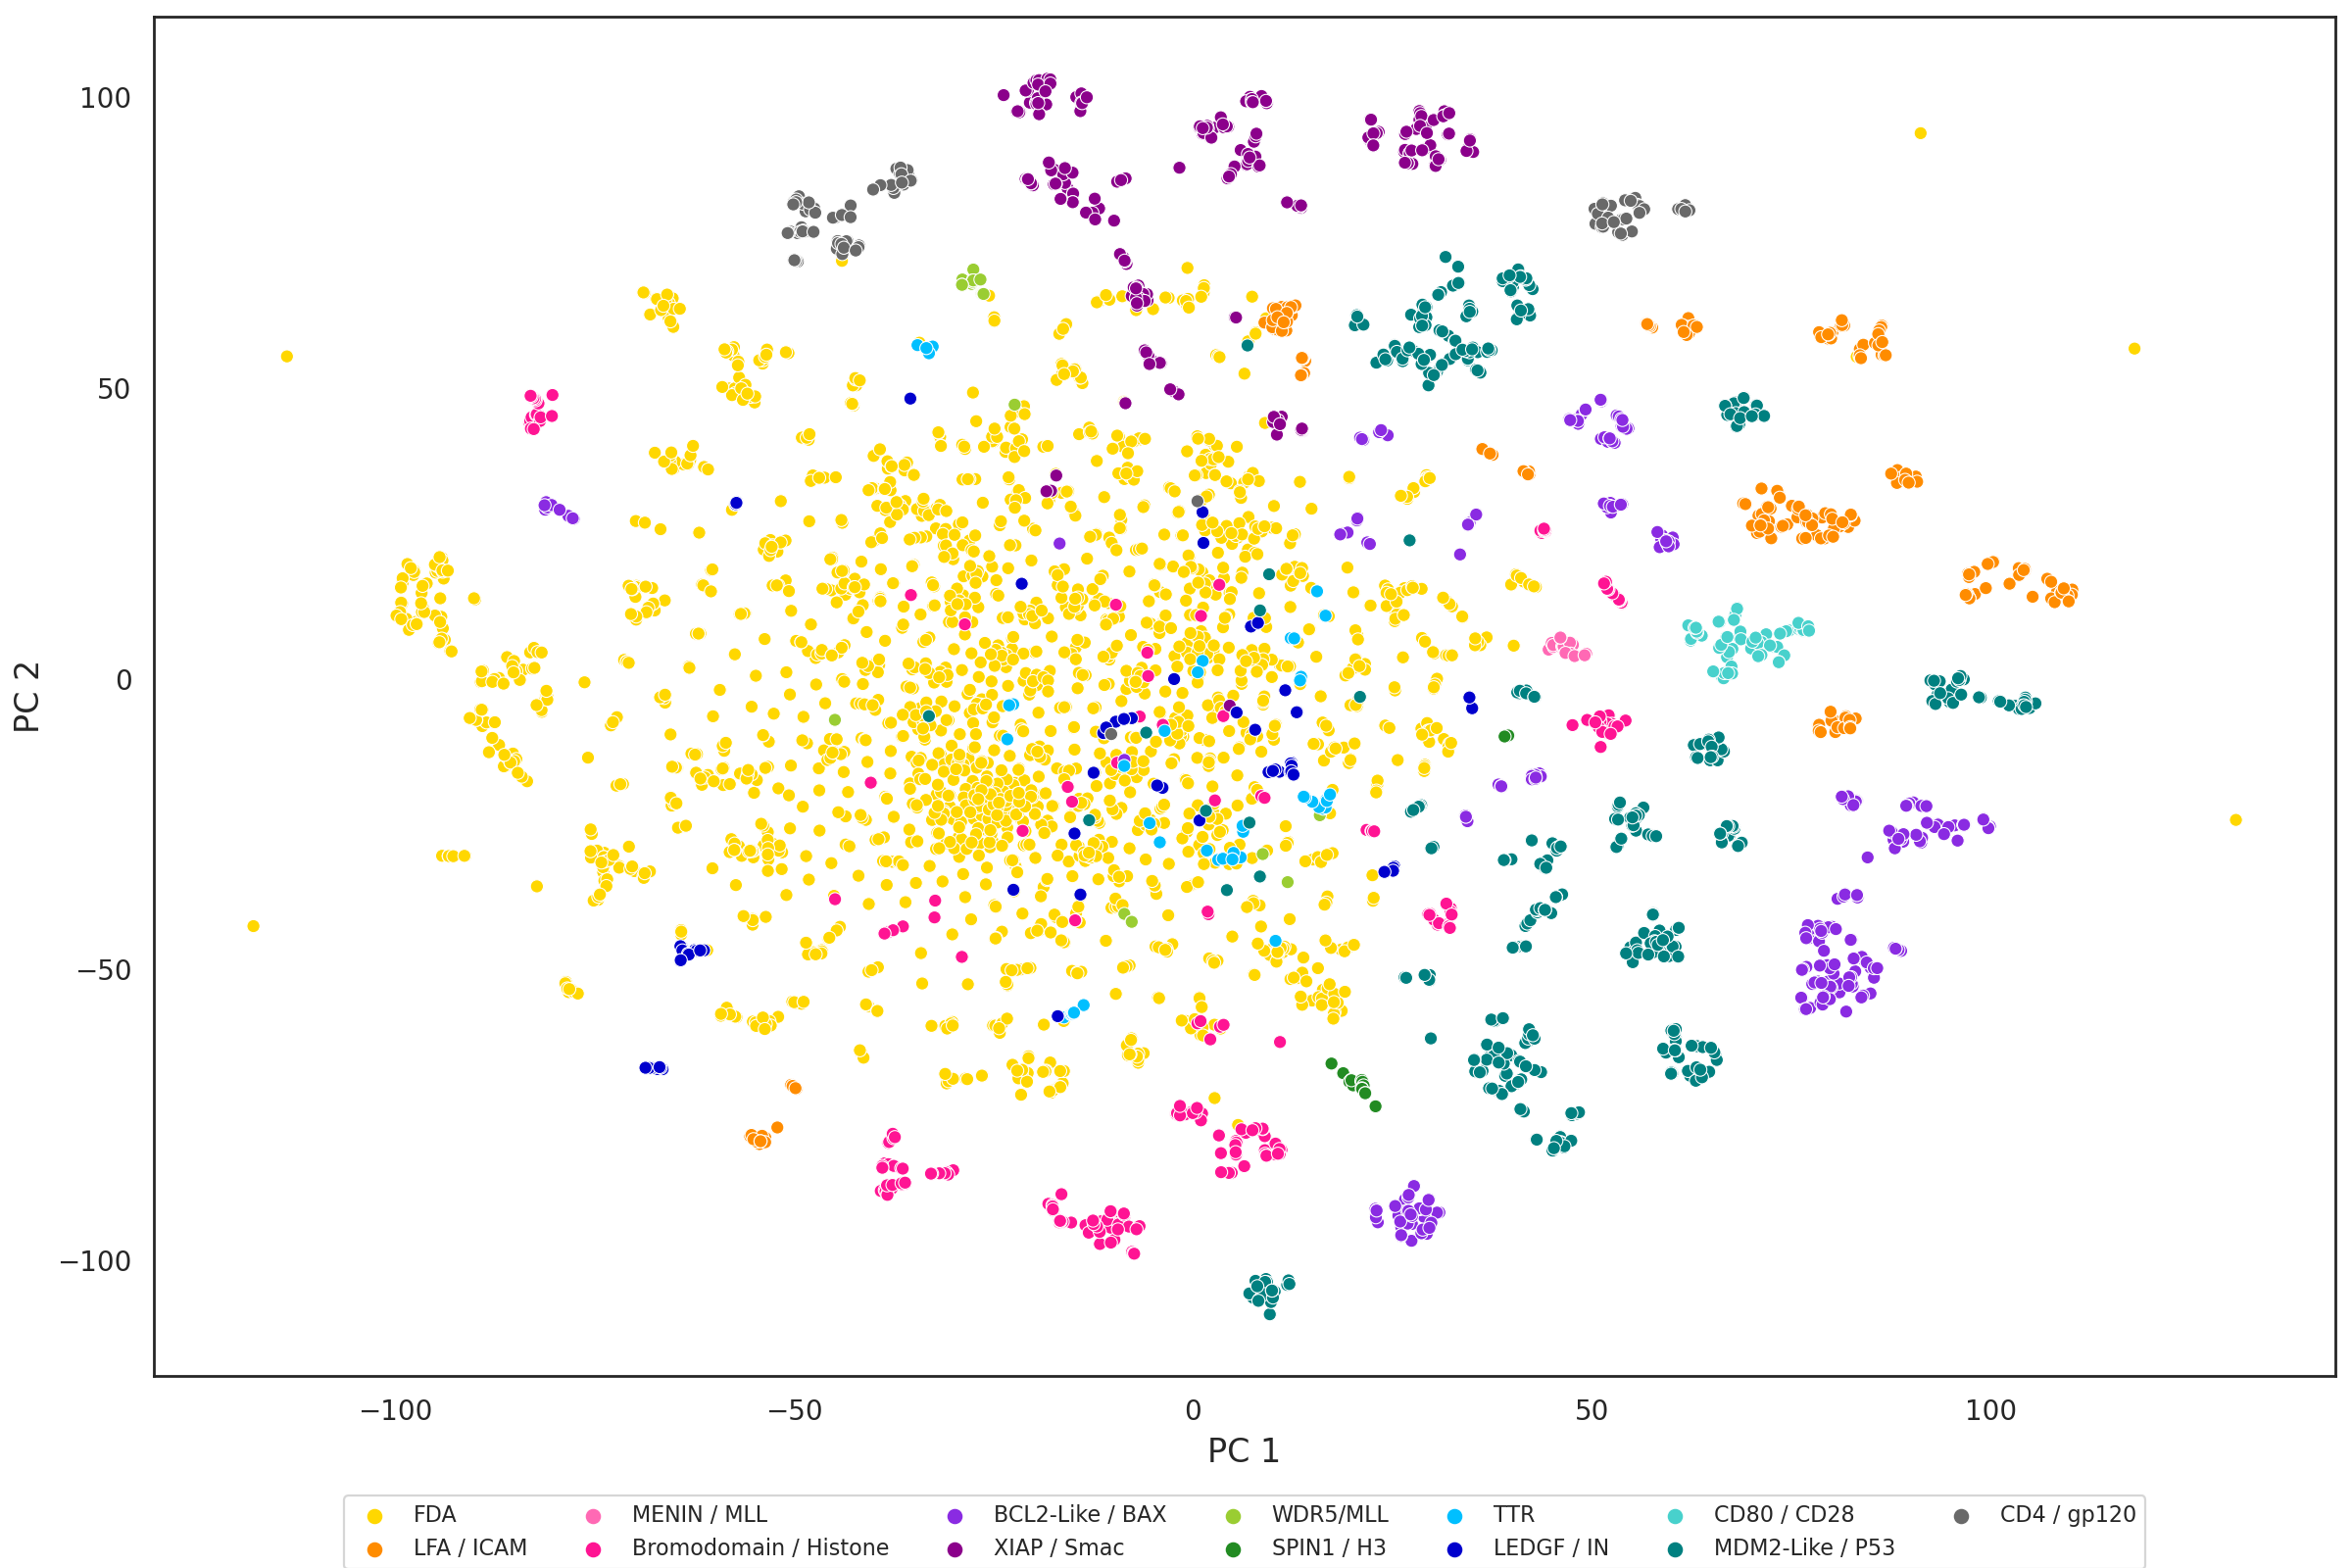 100
50
0
−50
−100
PC 2
−100 −50 0 50 100
PC 1
FDA MENIN / MLL BCL2-Like / BAX WDR5/MLL TTR CD80 / CD28 CD4 / gp120
LFA / ICAM Bromodomain / Histone XIAP / Smac SPIN1 / H3 LEDGF / IN MDM2-Like / P53